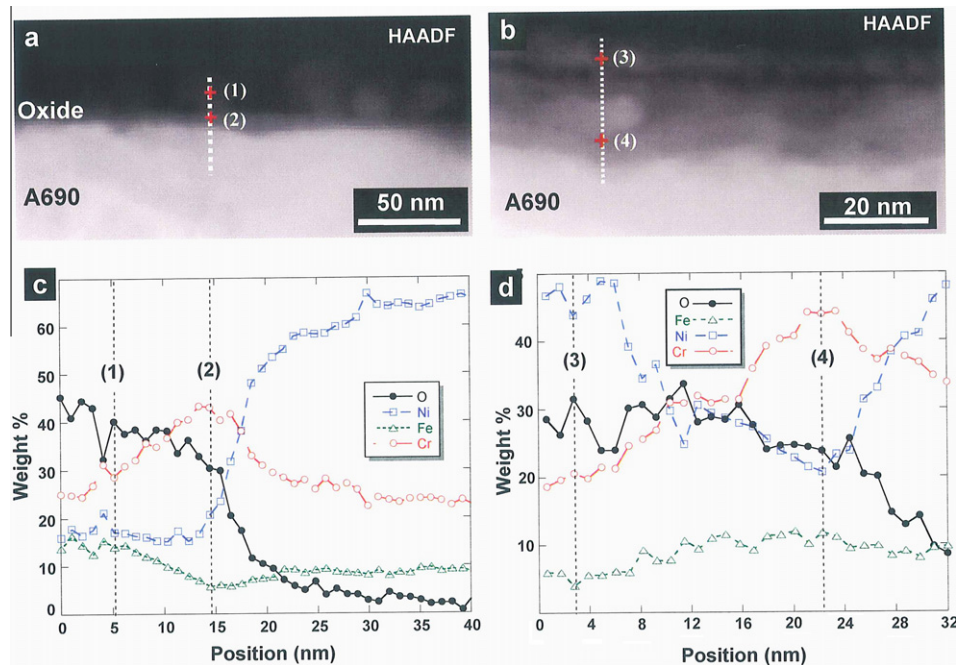 a
HAADF
(1)
(2)
Oxide
A690
50 nm
b
HAADF
(3)
(4)
A690
20 nm
c
Weight %
60
50
40
30
20
10
0
(1)
(2)
O
Ni
Fe
Cr
0 5 10 15 20 25 30 35 40
Position (nm)
d
Weight %
40
30
20
10
(3)
(4)
O
Fe
Ni
Cr
0 4 8 12 16 20 24 28 32
Position (nm)